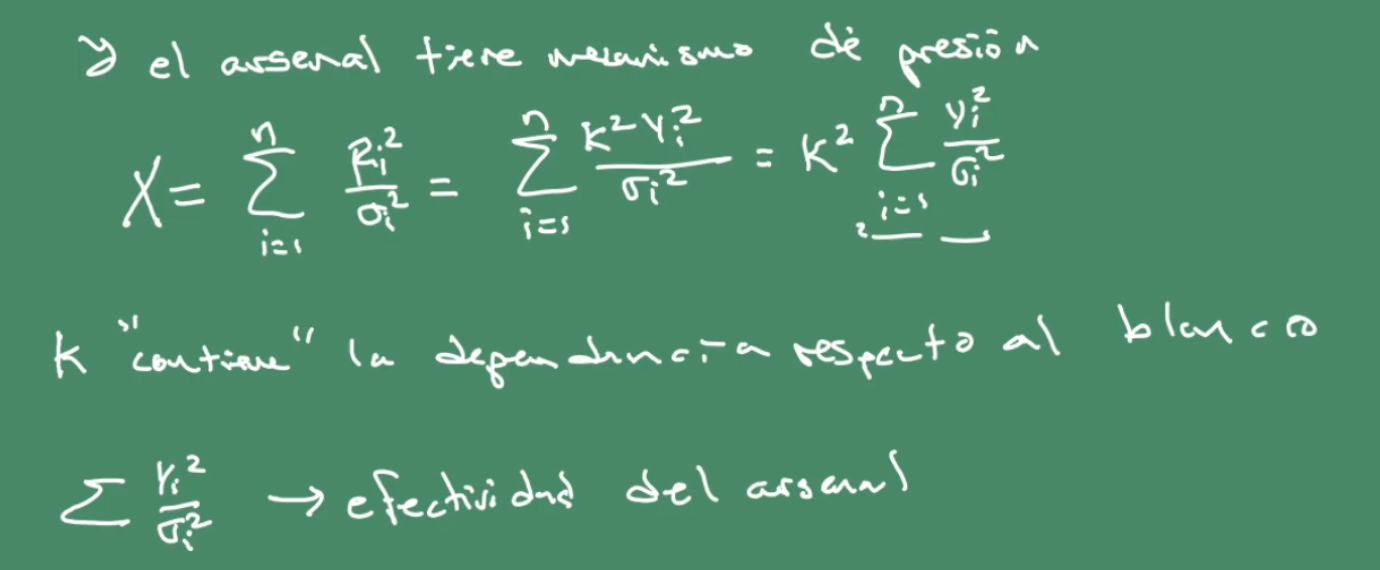 y el arsenal tiene mecanismo de presión
X = \sum_{i=1}^{n} \frac{R_i^2}{\sigma_i^2} = \sum_{i=1}^{n} \frac{K^2 Y_i^2}{\sigma_i^2} = K^2 \sum_{i=1}^{n} \frac{Y_i^2}{\sigma_i^2}
K "contiene" la dependencia respecto al blanco
\sum \frac{Y_i^2}{\sigma_i^2} → efectividad del arsenal